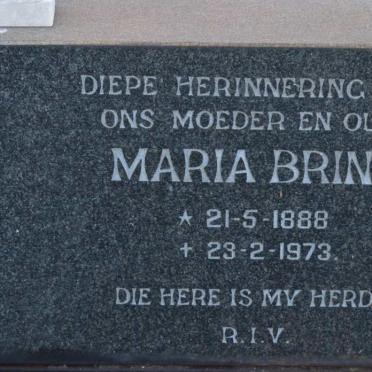 DIEPE HERINNERING
ONS MOEDER EN OU
MARIA BRIN
★ 21-5-1888
+ 23-2-1973.
DIE HERE IS MY HERD
R.I.V.